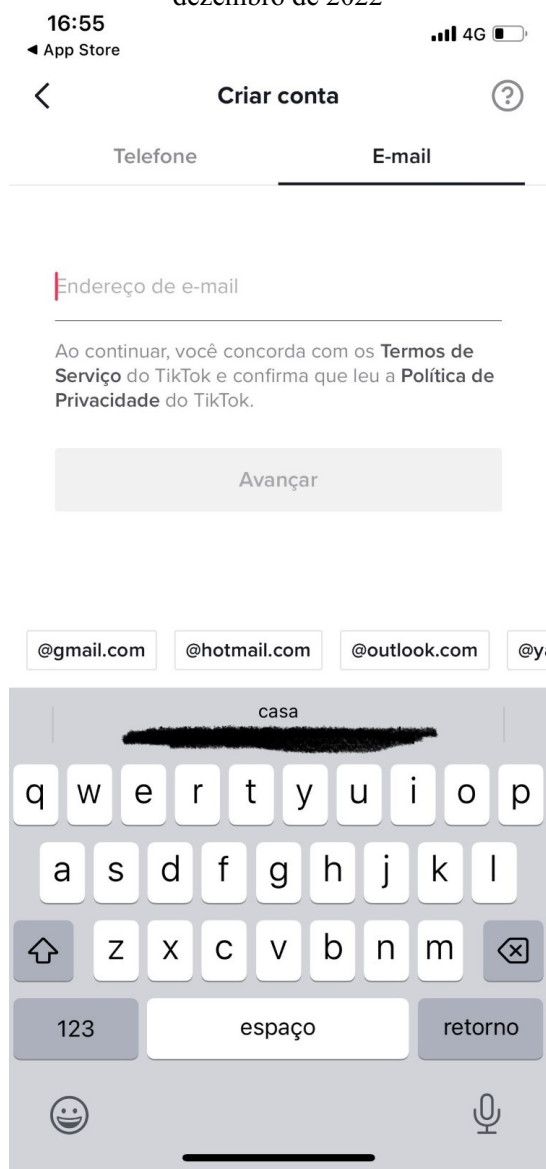 dezembro de 2022
16:55
4G
◀ App Store
Criar conta
?
Telefone
E-mail
Endereço de e-mail
Ao continuar, você concorda com os Termos de
Serviço do TikTok e confirma que leu a Política de
Privacidade do TikTok.
Avançar
@gmail.com @hotmail.com @outlook.com
casa
q w e r t y u i o p
a s d f g h j k l
z x c v b n m
123 espaço retorno